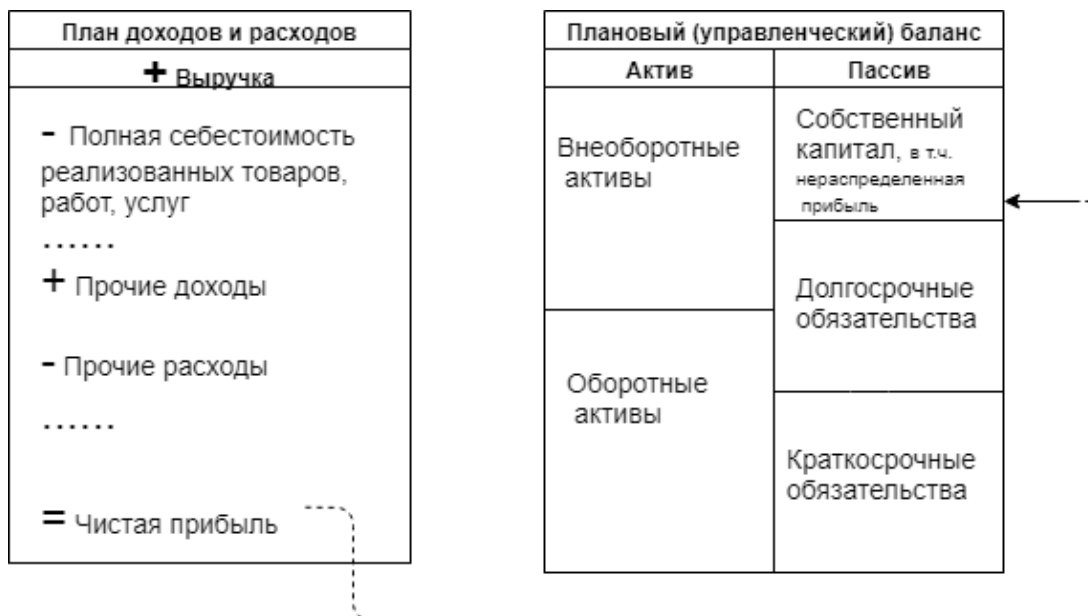 План доходов и расходов
+ Выручка
- Полная себестоимость
реализованных товаров,
работ, услуг
......
+ Прочие доходы
- Прочие расходы
......
= Чистая прибыль
Плановый (управленческий) баланс
Актив
Пассив
Внеоборотные
активы
Оборотные
активы
Собственный
капитал, в т.ч.
нераспределенная
прибыль
Долгосрочные
обязательства
Краткосрочные
обязательства